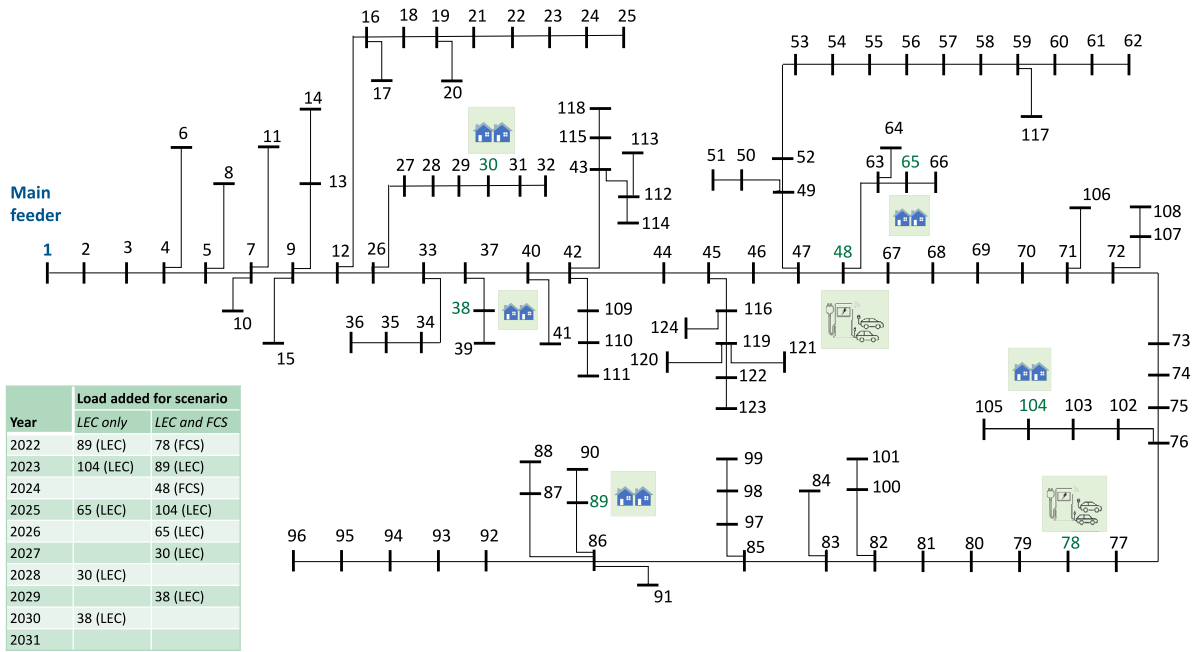 16 18 19 21 22 23 24 25
17 20
53 54 55 56 57 58 59 60 61 62
117
14
6
11
8
13
118
115 113
43
112
114
27 28 29 30 31 32
51 50
52
49
64
63 65 66
106
108
107
Main
feeder
1 2 3 4 5 7 9 12 26 33 37 40 42 44 45 46 47 48 67 68 69 70 71 72
10
15
36 35 34
38
39
41
109
110
111
116
124
119
120 121
122
123
73
74
75
76
105 104 103 102
Load added for scenario
Year LEC only LEC and FCS
2022 89 (LEC) 78 (FCS)
2023 104 (LEC) 89 (LEC)
2024 48 (FCS)
2025 65 (LEC) 104 (LEC)
2026 65 (LEC)
2027 30 (LEC)
2028 30 (LEC)
2029 38 (LEC)
2030 38 (LEC)
2031
88
87
90
89
99
98
97
84
101
100
96 95 94 93 92 86 85 83 82 81 80 79 78 77
91